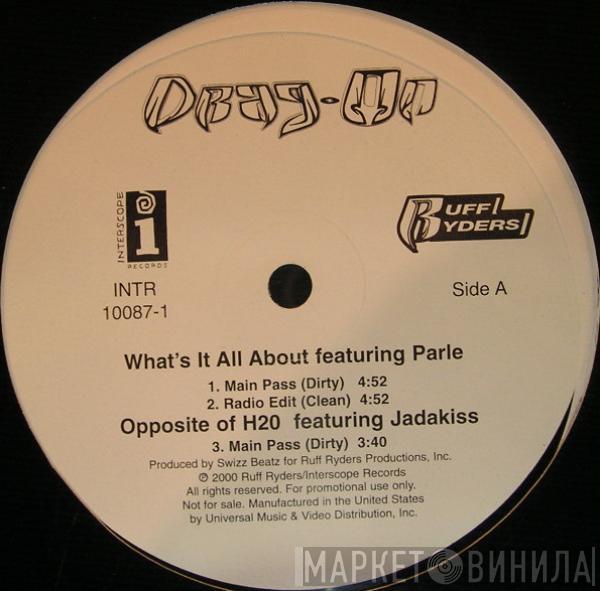 Drag-On
INTERSCOPE
i
RECORDS
RUFF
RYDERS
INTR
10087-1
Side A
What's It All About featuring Parle
1. Main Pass (Dirty) 4:52
2. Radio Edit (Clean) 4:52
Opposite of H20 featuring Jadakiss
3. Main Pass (Dirty) 3:40
Produced by Swizz Beatz for Ruff Ryders Productions, Inc.
℗ 2000 Ruff Ryders/Interscope Records
All rights reserved. For promotional use only.
Not for sale. Manufactured in the United States
by Universal Music & Video Distribution, Inc.
МАРКЕТ ВИНИЛА